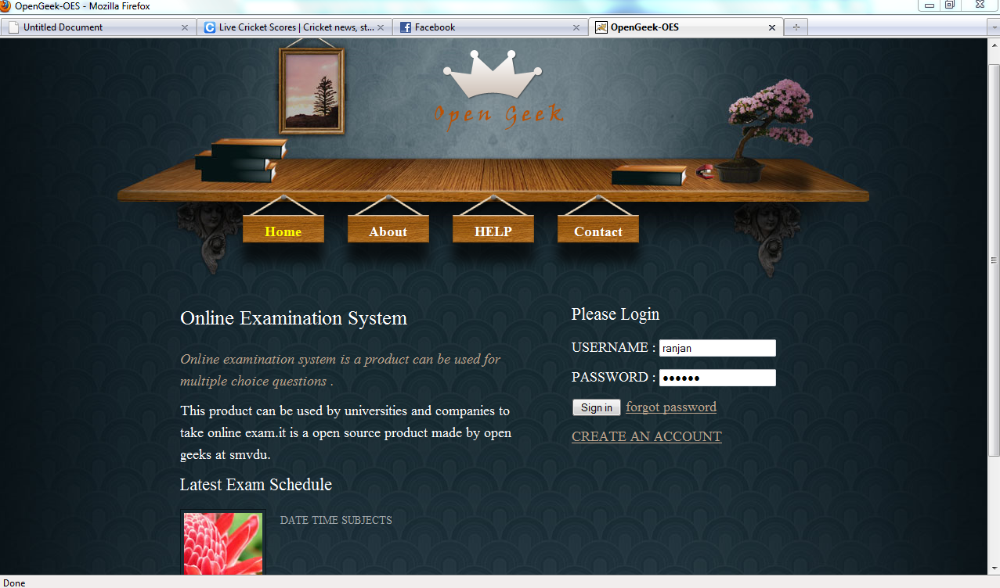 OpenGeek-OES - Mozilla Firefox
Untitled Document
Live Cricket Scores | Cricket news, st...
Facebook
OpenGeek-OES
Open Geek
Home
About
HELP
Contact
Online Examination System
Online examination system is a product can be used for
multiple choice questions .
This product can be used by universities and companies to
take online exam.it is a open source product made by open
geeks at smvdu.
Latest Exam Schedule
DATE TIME SUBJECTS
Please Login
USERNAME : ranjan
PASSWORD : ••••••
Sign in forgot password
CREATE AN ACCOUNT
Done